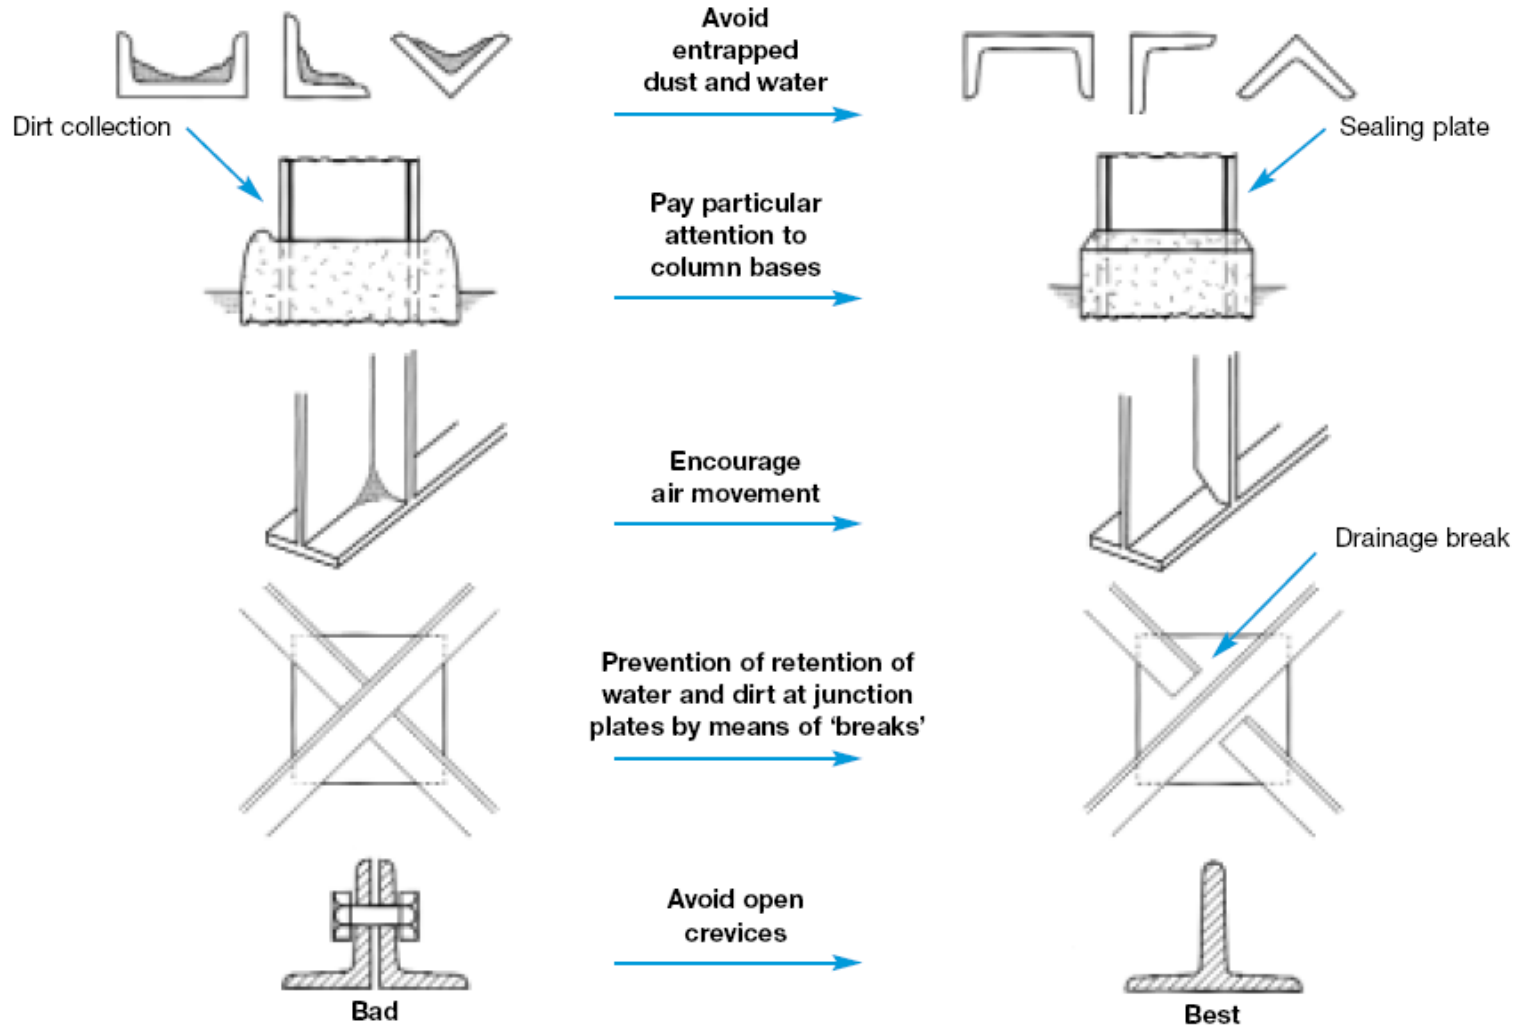 Avoid
entrapped
dust and water
Dirt collection
Sealing plate
Pay particular
attention to
column bases
Encourage
air movement
Drainage break
Prevention of retention of
water and dirt at junction
plates by means of ‘breaks’
Avoid open
crevices
Bad
Best